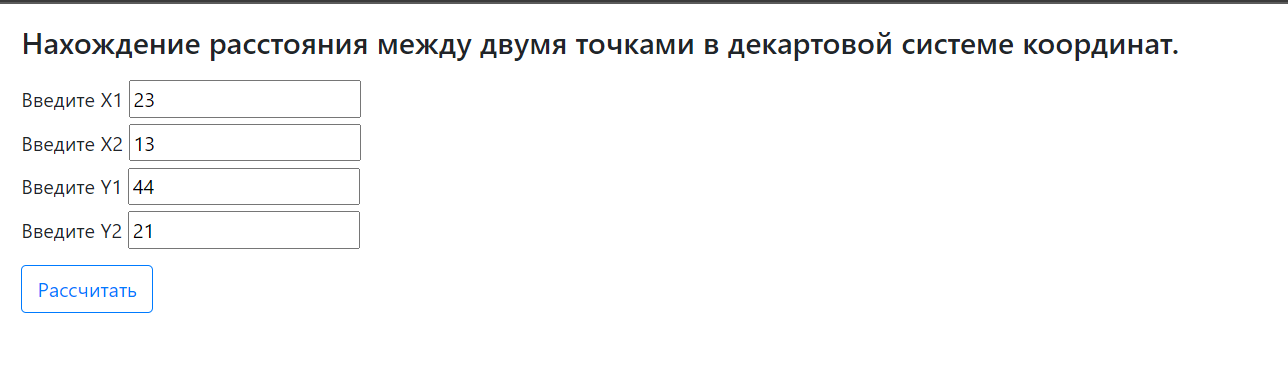 Нахождение расстояния между двумя точками в декартовой системе координат.
Введите X1 23
Введите X2 13
Введите Y1 44
Введите Y2 21
Рассчитать